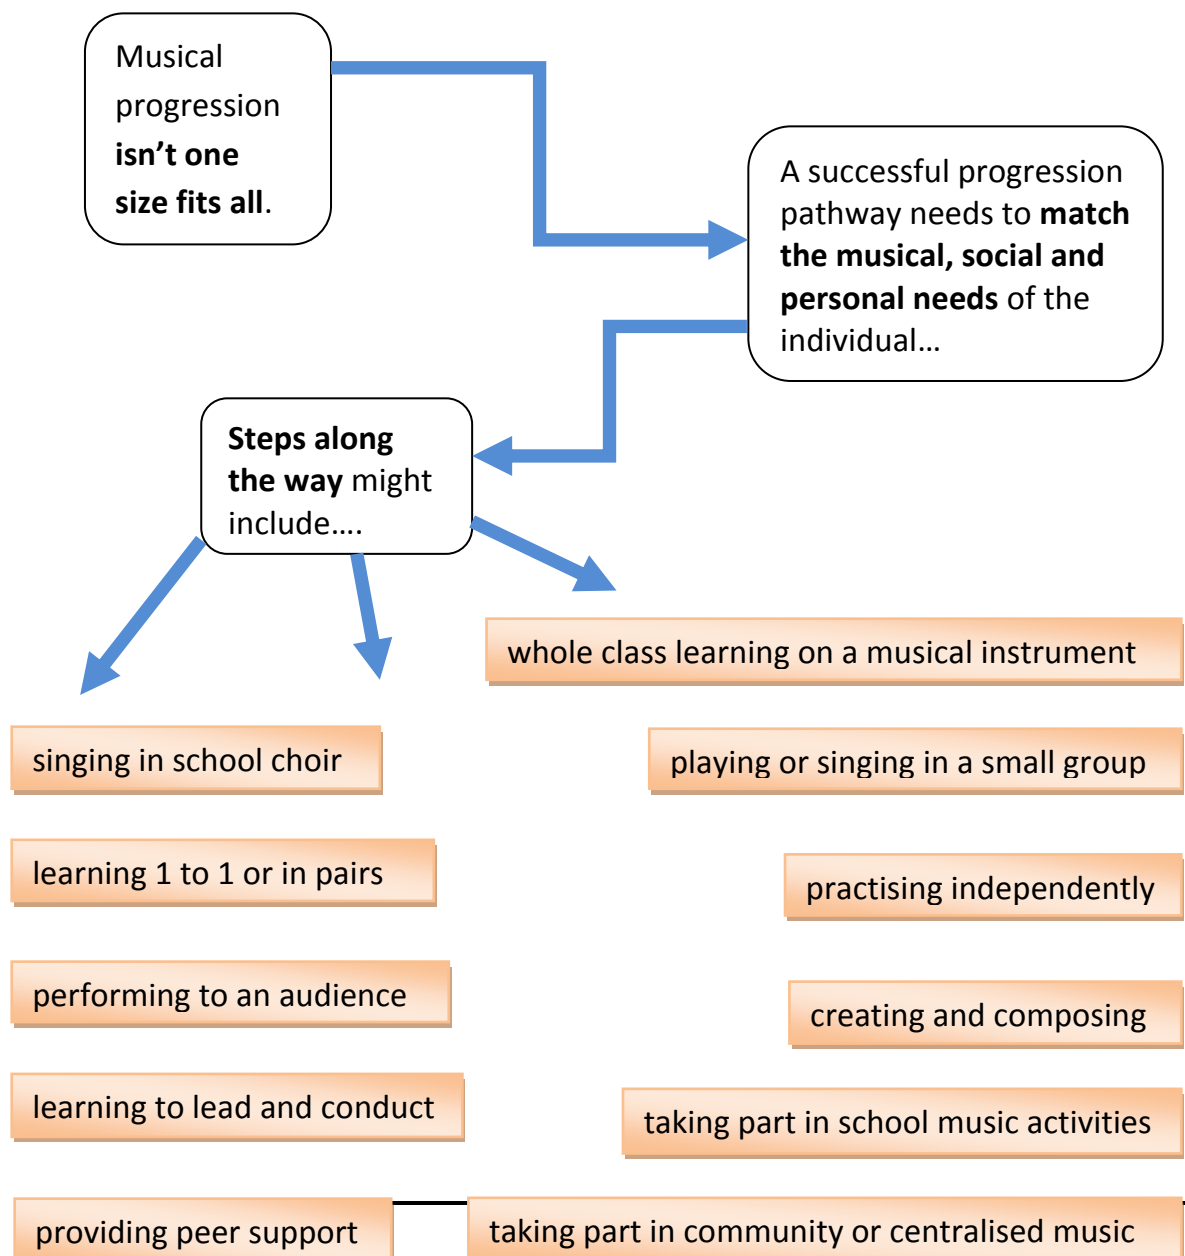 Musical
progression
isn’t one
size fits all.
A successful progression
pathway needs to match
the musical, social and
personal needs of the
individual…
Steps along
the way might
include….
whole class learning on a musical instrument
singing in school choir
playing or singing in a small group
learning 1 to 1 or in pairs
practising independently
performing to an audience
creating and composing
learning to lead and conduct
taking part in school music activities
providing peer support
taking part in community or centralised music